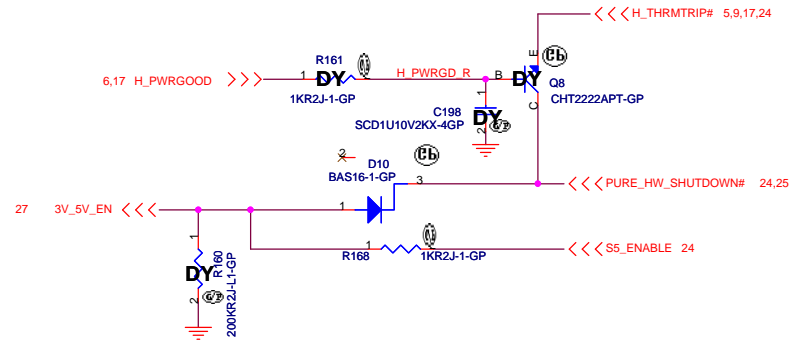 H_THRMTRIP# 5,9,17,24
E
R161
6,17 H_PWRGOOD
1
DY
2
H_PWRGD_R
B
DY
Q8
1KR2J-1-GP
CHT2222APT-GP
C
1
C198
DY
SCD1U10V2KX-4GP
2
G/P
2
D10
BAS16-1-GP
3
PURE_HW_SHUTDOWN# 24,25
27 3V_5V_EN
1
1
R168
1KR2J-1-GP
S5_ENABLE 24
1
DY
R160
200KR2J-L1-GP
2
G/P